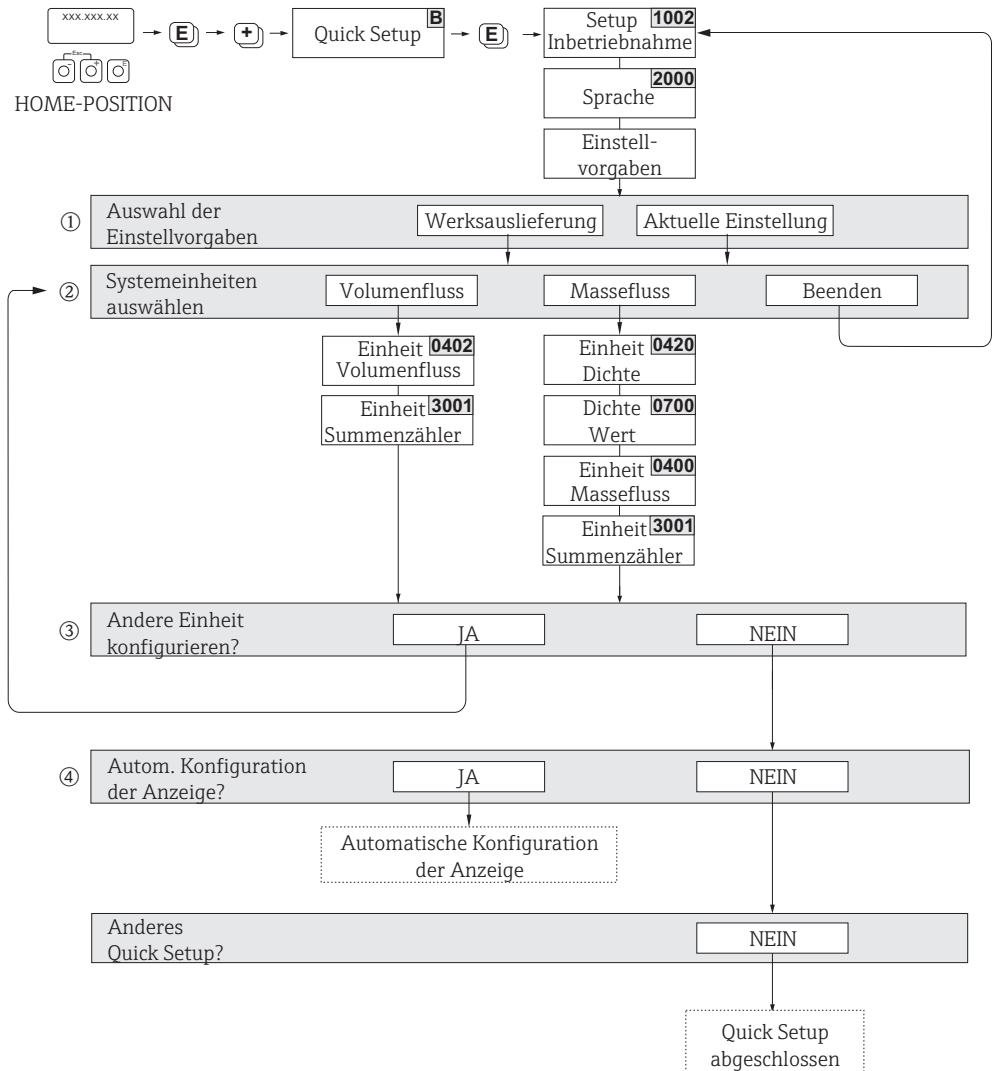 xxx.xxx.xx
Esc
- + E
HOME-POSITION
E
+
Quick Setup
B
E
Setup 1002
Inbetriebnahme
2000
Sprache
Einstell-
vorgaben
①
Auswahl der
Einstellvorgaben
Werksauslieferung
Aktuelle Einstellung
②
Systemeinheiten
auswählen
Volumenfluss
Massefluss
Beenden
Einheit 0402
Volumenfluss
Einheit 3001
Summenzähler
Einheit 0420
Dichte
Dichte 0700
Wert
Einheit 0400
Massefluss
Einheit 3001
Summenzähler
③
Andere Einheit
konfigurieren?
JA
NEIN
④
Autom. Konfiguration
der Anzeige?
JA
NEIN
Automatische Konfiguration
der Anzeige
Anderes
Quick Setup?
NEIN
Quick Setup
abgeschlossen